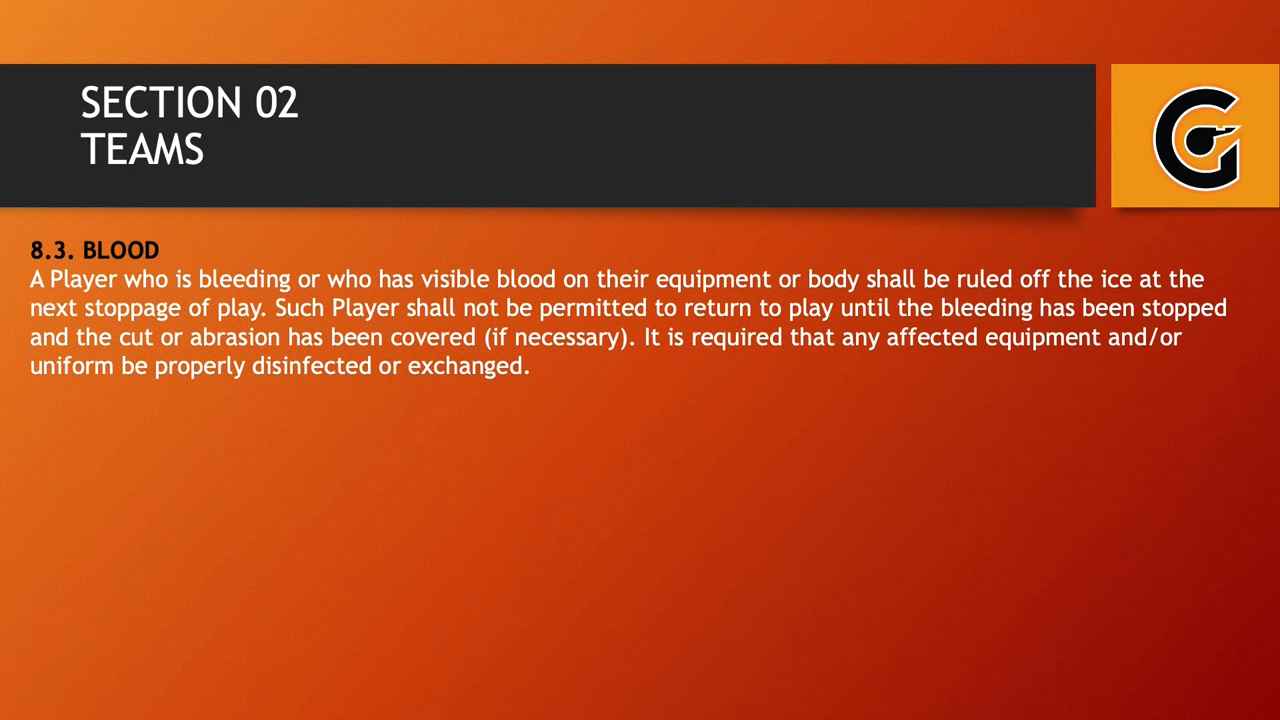 SECTION 02
TEAMS
8.3. BLOOD
A Player who is bleeding or who has visible blood on their equipment or body shall be ruled off the ice at the
next stoppage of play. Such Player shall not be permitted to return to play until the bleeding has been stopped
and the cut or abrasion has been covered (if necessary). It is required that any affected equipment and/or
uniform be properly disinfected or exchanged.
G